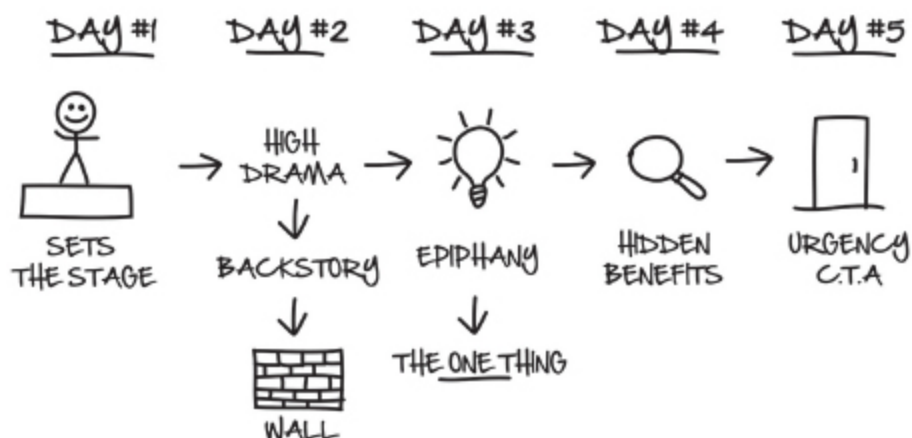 DAY #1
DAY #2
DAY #3
DAY #4
DAY #5
SETS
THE STAGE
HIGH
DRAMA
BACKSTORY
WALL
EPIPHANY
THE ONE THING
HIDDEN
BENEFITS
URGENCY
C.T.A